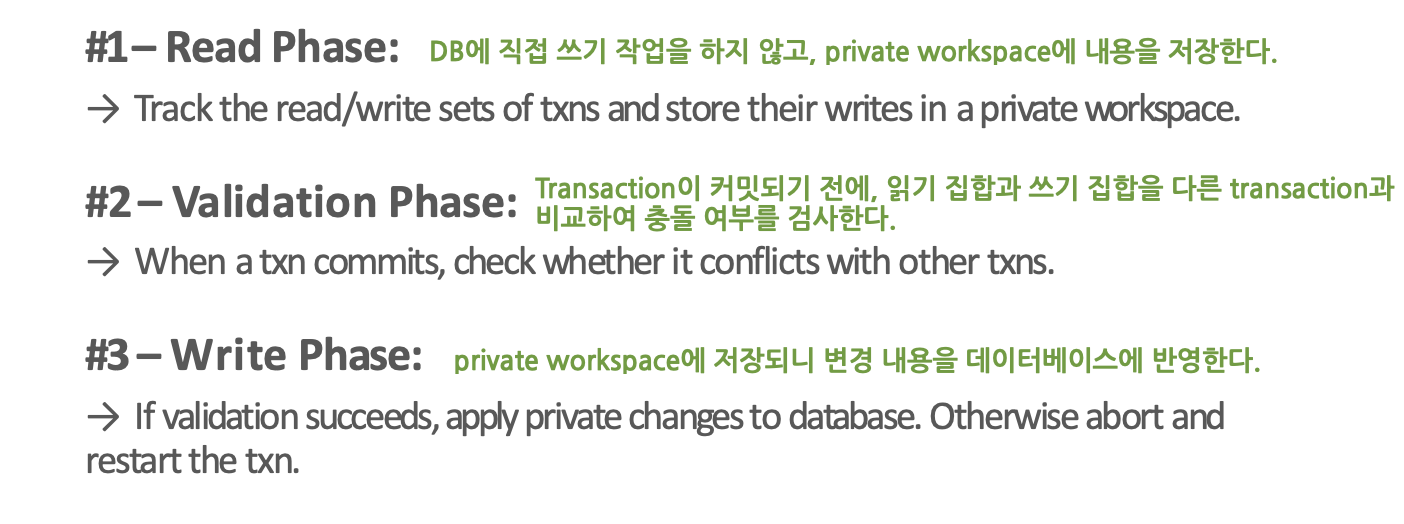 #1 – Read Phase: DB에 직접 쓰기 작업을 하지 않고, private workspace에 내용을 저장한다.
→ Track the read/write sets of txns and store their writes in a private workspace.
#2 – Validation Phase: Transaction이 커밋되기 전에, 읽기 집합과 쓰기 집합을 다른 transaction과
비교하여 충돌 여부를 검사한다.
→ When a txn commits, check whether it conflicts with other txns.
#3 – Write Phase: private workspace에 저장되니 변경 내용을 데이터베이스에 반영한다.
→ If validation succeeds, apply private changes to database. Otherwise abort and
restart the txn.